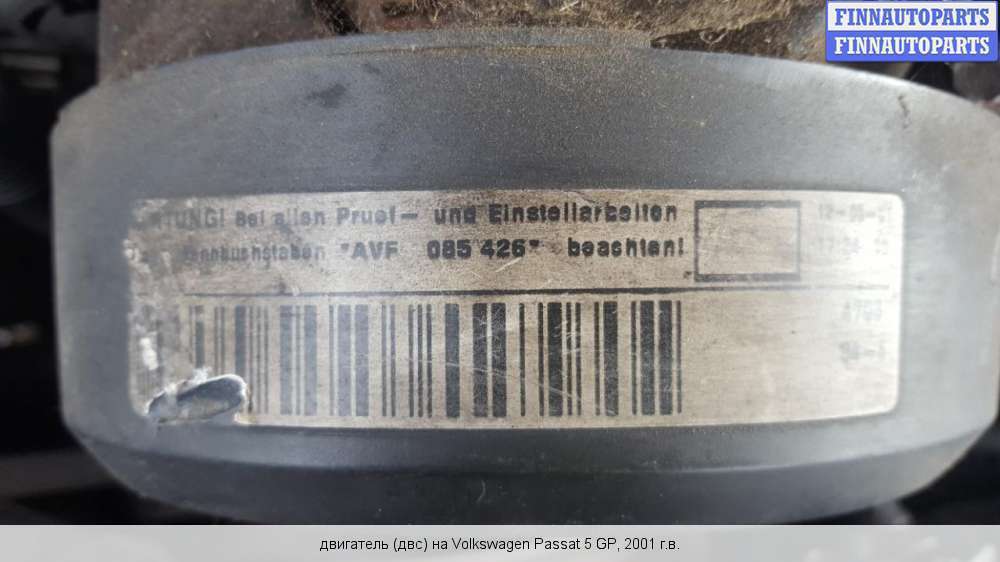 FINNAUTOPARTS
FINNAUTOPARTS
TUNG! Bei allen Pruef- und Einstellarbeiten
"AVF 085 426" beachten!
двигатель (двс) на Volkswagen Passat 5 GP, 2001 г.в.